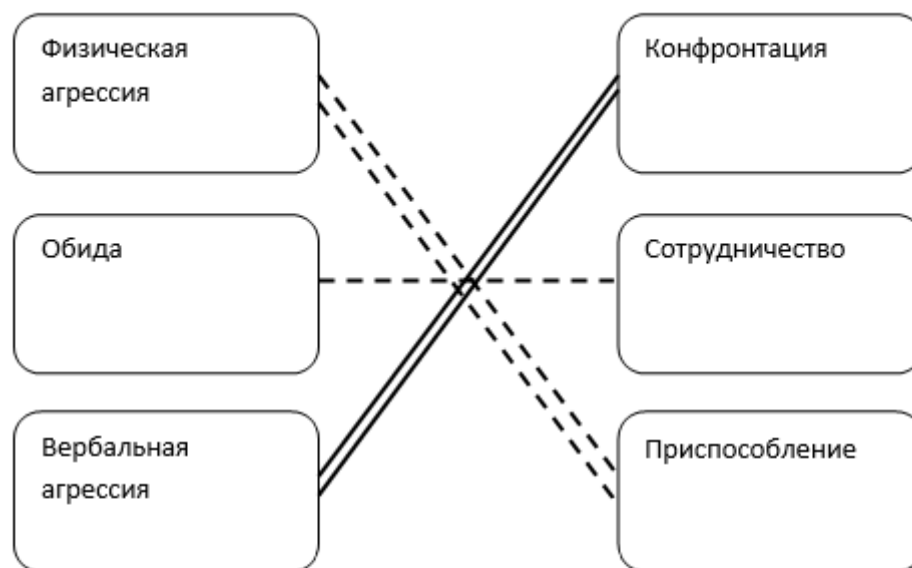 Физическая
агрессия
Конфронтация
Обида
Сотрудничество
Вербальная
агрессия
Приспособление